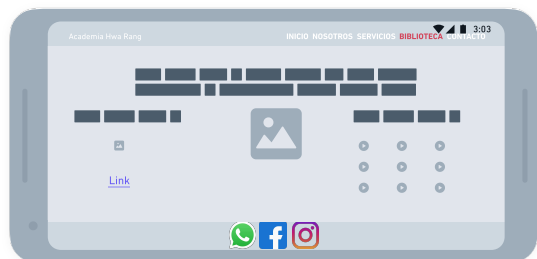 3:03
Academia Hwa Rang
INICIO NOSOTROS SERVICIOS BIBLIOTECA CONTACTO
Link